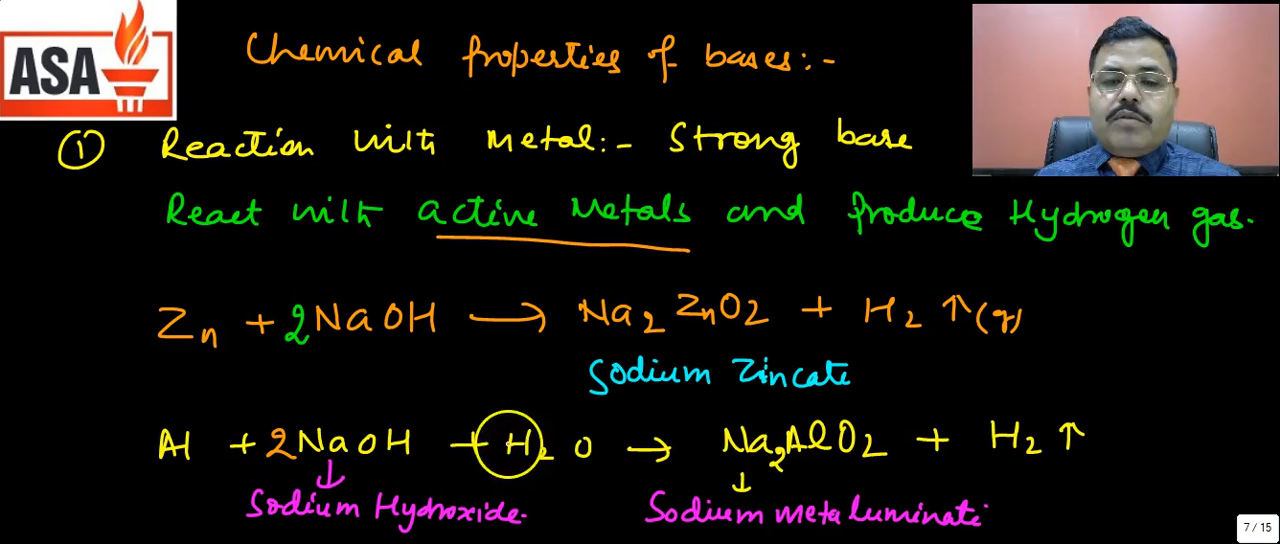 ASA
Chemical properties of bases:-
① Reaction with Metal:- Strong base
React with active Metals and produce Hydrogen gas.
Zn + 2NaOH → Na₂ZnO₂ + H₂ ↑(g)
Sodium Zincate
Al + 2NaOH + H₂O → Na₂AlO₂ + H₂ ↑
↓ ↓
Sodium Hydroxide. Sodium metaluminate
7 / 15